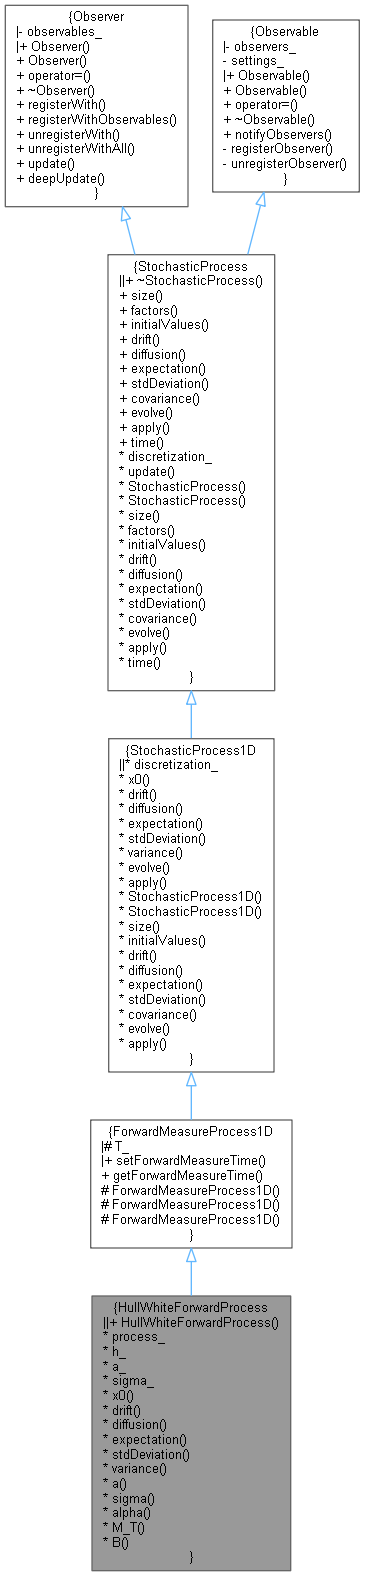 {Observer
|- observables_
|+ Observer()
+ Observer()
+ operator=()
+ ~Observer()
+ registerWith()
+ registerWithObservables()
+ unregisterWith()
+ unregisterWithAll()
+ update()
+ deepUpdate()
}
{Observable
|- observers_
- settings_
|+ Observable()
+ Observable()
+ operator=()
+ ~Observable()
+ notifyObservers()
- registerObserver()
- unregisterObserver()
}
{StochasticProcess
||+ ~StochasticProcess()
+ size()
+ factors()
+ initialValues()
+ drift()
+ diffusion()
+ expectation()
+ stdDeviation()
+ covariance()
+ evolve()
+ apply()
+ time()
* discretization_
* update()
* StochasticProcess()
* StochasticProcess()
* size()
* factors()
* initialValues()
* drift()
* diffusion()
* expectation()
* stdDeviation()
* covariance()
* evolve()
* apply()
* time()
}
{StochasticProcess1D
||* discretization_
* x0()
* drift()
* diffusion()
* expectation()
* stdDeviation()
* variance()
* evolve()
* apply()
* StochasticProcess1D()
* StochasticProcess1D()
* size()
* initialValues()
* drift()
* diffusion()
* expectation()
* stdDeviation()
* covariance()
* evolve()
* apply()
}
{ForwardMeasureProcess1D
|# T_
|+ setForwardMeasureTime()
+ getForwardMeasureTime()
# ForwardMeasureProcess1D()
# ForwardMeasureProcess1D()
# ForwardMeasureProcess1D()
}
{HullWhiteForwardProcess
||+ HullWhiteForwardProcess()
* process_
* h_
* a_
* sigma_
* x0()
* drift()
* diffusion()
* expectation()
* stdDeviation()
* variance()
* a()
* sigma()
* alpha()
* M_T()
* B()
}